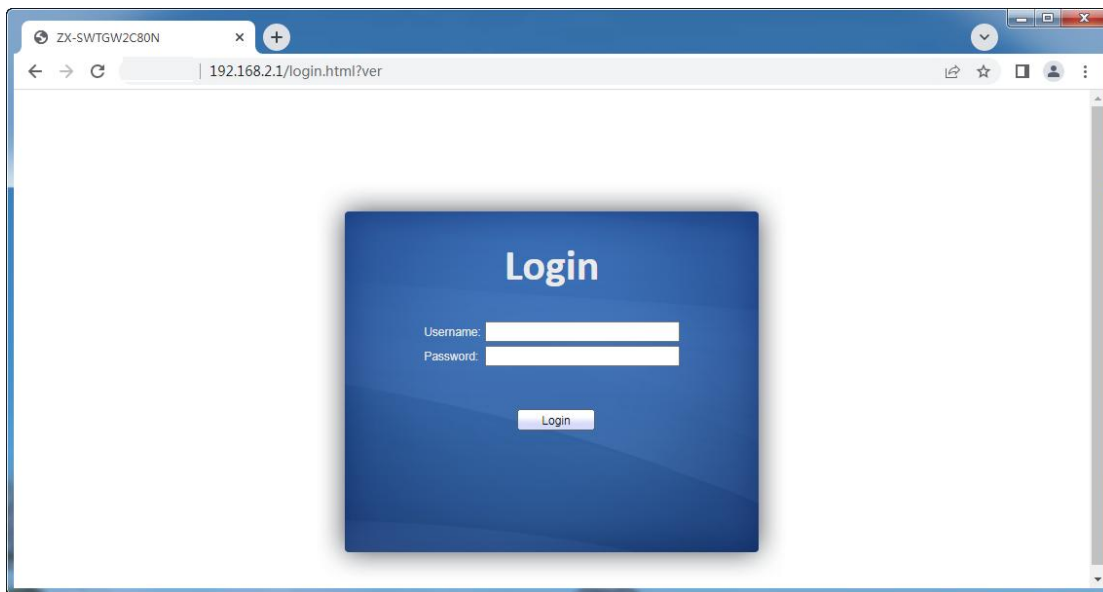 ZX-SWTGW2C80N
192.168.2.1/login.html?ver
Login
Username:
Password:
Login